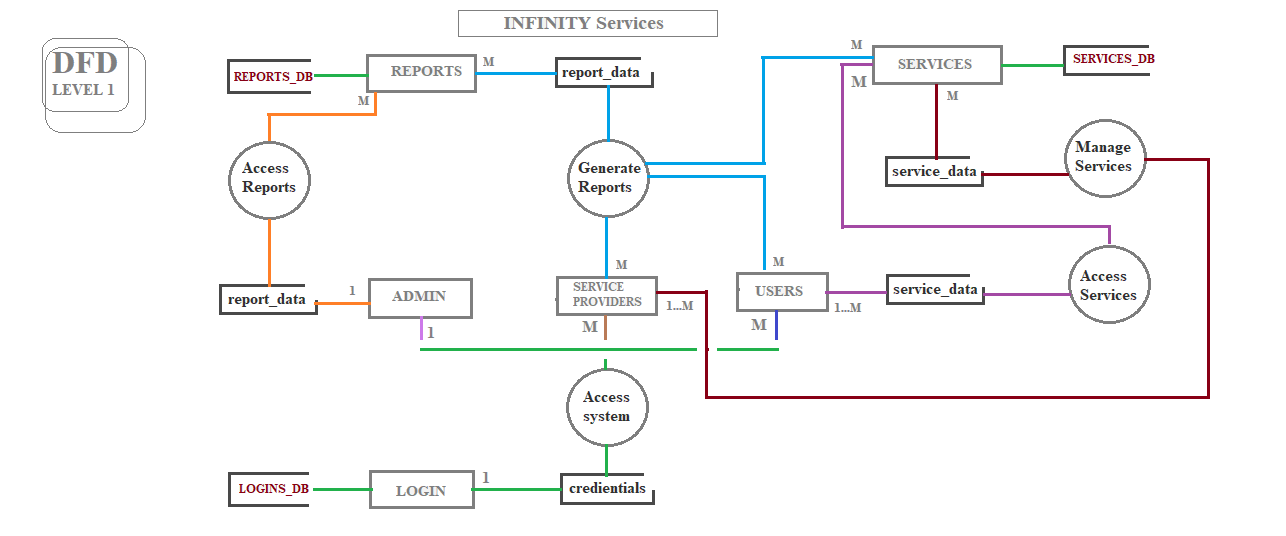 INFINITY Services
DFD
LEVEL 1
REPORTS_DB
REPORTS
M
report_data
M
SERVICES
SERVICES_DB
M
M
M
Access
Reports
Generate
Reports
service_data
Manage
Services
report_data
1
ADMIN
1
M
SERVICE
PROVIDERS
1...M
M
M
USERS
1...M
M
service_data
Access
Services
Access
system
LOGINS_DB
LOGIN
1
credientials